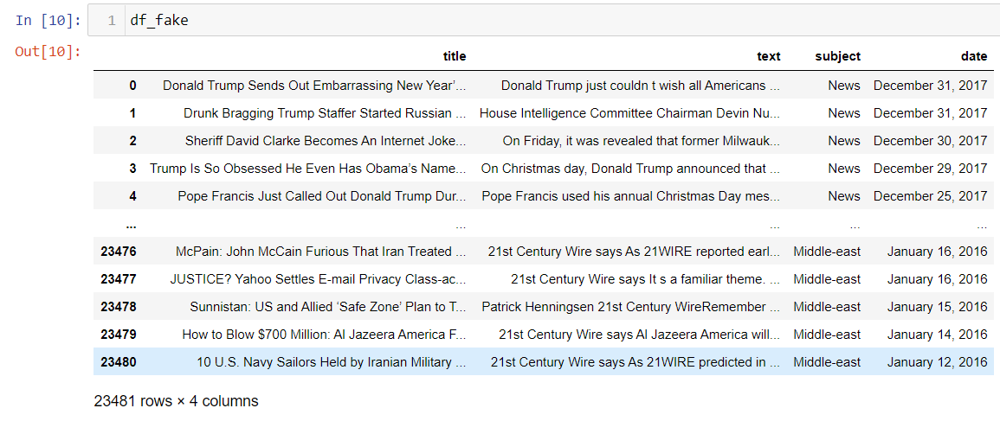 In [10]: 1 df_fake
Out[10]:
title text subject date
0 Donald Trump Sends Out Embarrassing New Year’... Donald Trump just couldn t wish all Americans ... News December 31, 2017
1 Drunk Bragging Trump Staffer Started Russian ... House Intelligence Committee Chairman Devin Nu... News December 31, 2017
2 Sheriff David Clarke Becomes An Internet Joke... On Friday, it was revealed that former Milwauk... News December 30, 2017
3 Trump Is So Obsessed He Even Has Obama’s Name... On Christmas day, Donald Trump announced that ... News December 29, 2017
4 Pope Francis Just Called Out Donald Trump Dur... Pope Francis used his annual Christmas Day mes... News December 25, 2017
... ... ... ... ...
23476 McPain: John McCain Furious That Iran Treated ... 21st Century Wire says As 21WIRE reported earl... Middle-east January 16, 2016
23477 JUSTICE? Yahoo Settles E-mail Privacy Class-ac... 21st Century Wire says It s a familiar theme. ... Middle-east January 16, 2016
23478 Sunnistan: US and Allied ‘Safe Zone’ Plan to T... Patrick Henningsen 21st Century WireRemember ... Middle-east January 15, 2016
23479 How to Blow $700 Million: Al Jazeera America F... 21st Century Wire says Al Jazeera America will... Middle-east January 14, 2016
23480 10 U.S. Navy Sailors Held by Iranian Military ... 21st Century Wire says As 21WIRE predicted in ... Middle-east January 12, 2016
23481 rows × 4 columns